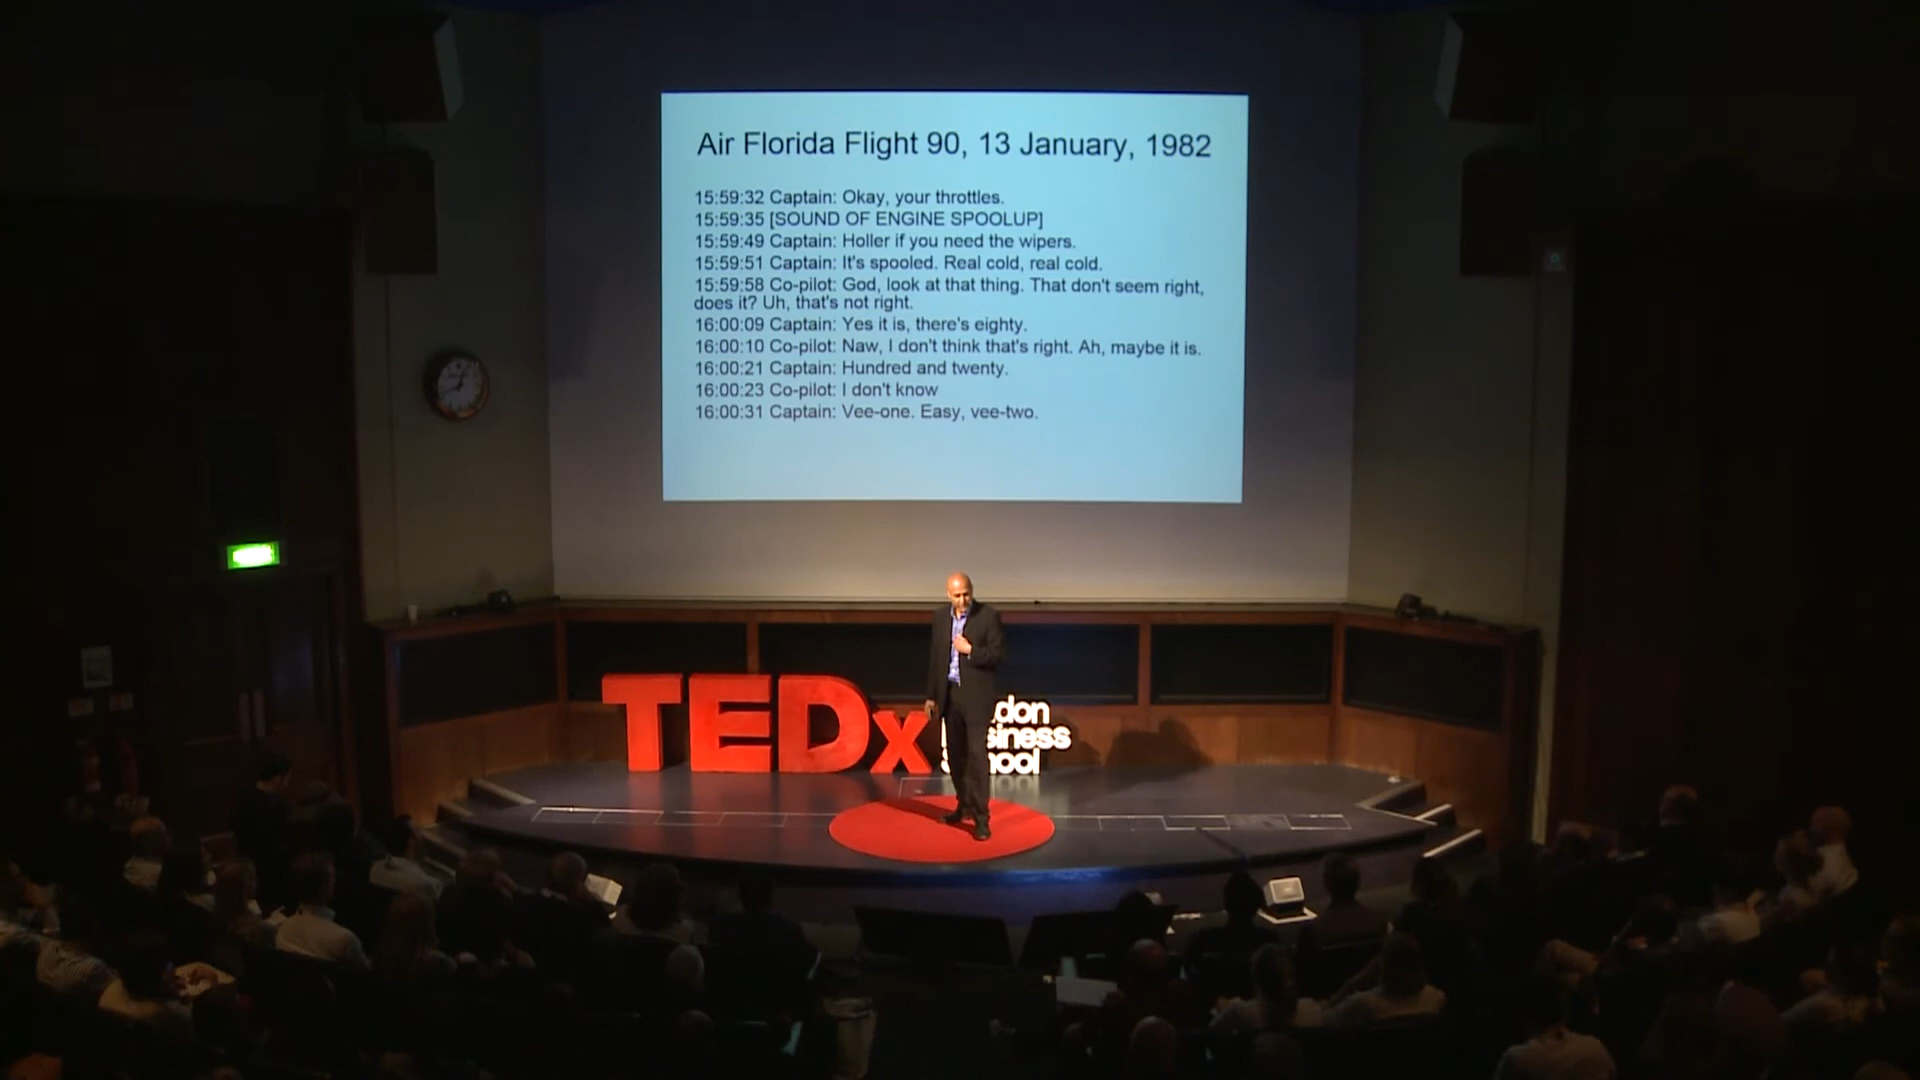 Air Florida Flight 90, 13 January, 1982
15:59:32 Captain: Okay, your throttles.
15:59:35 [SOUND OF ENGINE SPOOLUP]
15:59:49 Captain: Holler if you need the wipers.
15:59:51 Captain: It's spooled. Real cold, real cold.
15:59:58 Co-pilot: God, look at that thing. That don't seem right,
does it? Uh, that's not right.
16:00:09 Captain: Yes it is, there's eighty.
16:00:10 Co-pilot: Naw, I don't think that's right. Ah, maybe it is.
16:00:21 Captain: Hundred and twenty.
16:00:23 Co-pilot: I don't know
16:00:31 Captain: Vee-one. Easy, vee-two.
TEDx